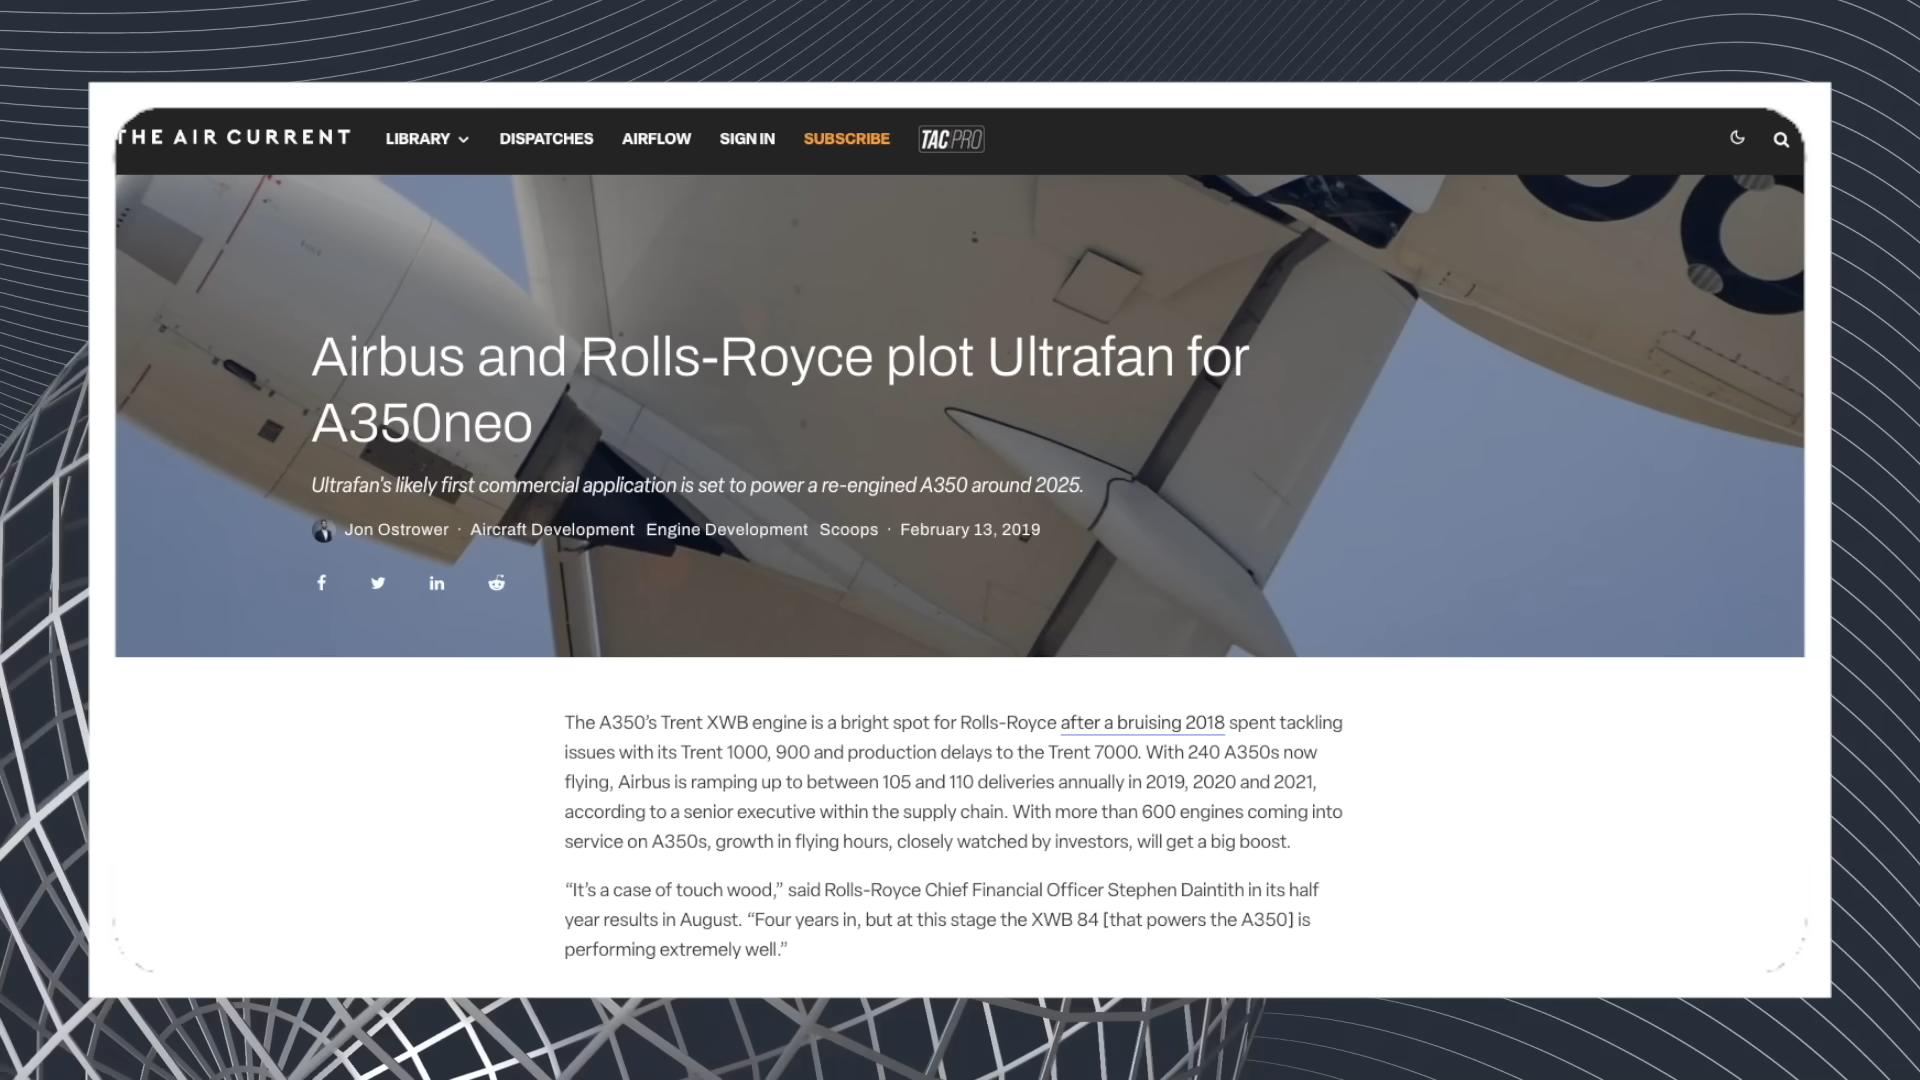 THE AIR CURRENT LIBRARY DISPATCHES AIRFLOW SIGN IN SUBSCRIBE TAC PRO
Airbus and Rolls-Royce plot Ultrafan for
A350neo
Ultrafan's likely first commercial application is set to power a re-engined A350 around 2025.
Jon Ostrower · Aircraft Development Engine Development Scoops · February 13, 2019
The A350’s Trent XWB engine is a bright spot for Rolls-Royce after a bruising 2018 spent tackling
issues with its Trent 1000, 900 and production delays to the Trent 7000. With 240 A350s now
flying, Airbus is ramping up to between 105 and 110 deliveries annually in 2019, 2020 and 2021,
according to a senior executive within the supply chain. With more than 600 engines coming into
service on A350s, growth in flying hours, closely watched by investors, will get a big boost.
“It’s a case of touch wood,” said Rolls-Royce Chief Financial Officer Stephen Daintith in its half
year results in August. “Four years in, but at this stage the XWB 84 [that powers the A350] is
performing extremely well.”